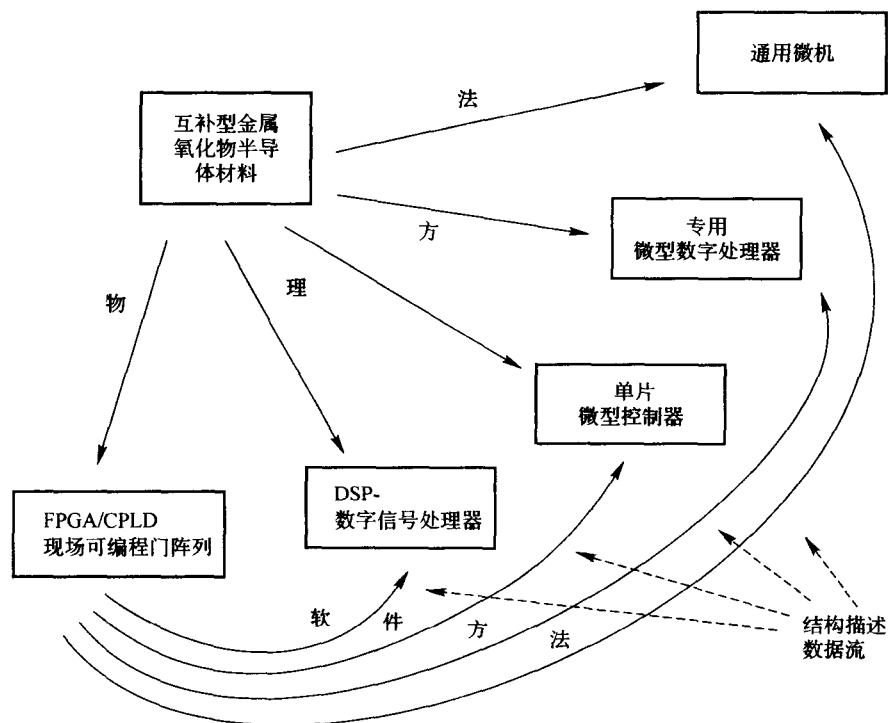 通用微机
法
互补型金属
氧化物半导
体材料
专用
微型数字处理器
方
物
理
单片
微型控制器
DSP-
数字信号处理器
FPGA/CPLD
现场可编程门阵列
软 件 方 法
结构描述
数据流